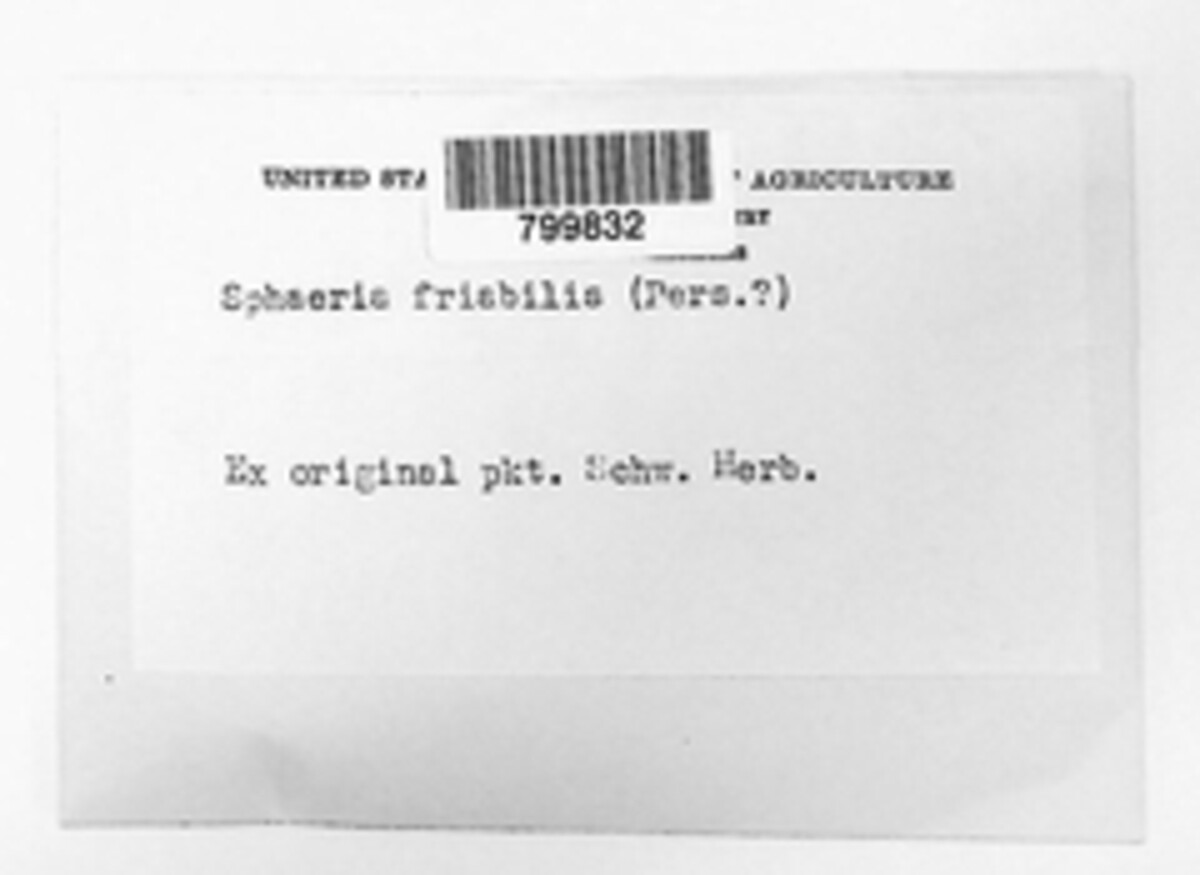 UNITED STA AGRICULTURE
799832
Sphaeria friabilis (Pers.?)
Ex original pkt. Schw. Herb.